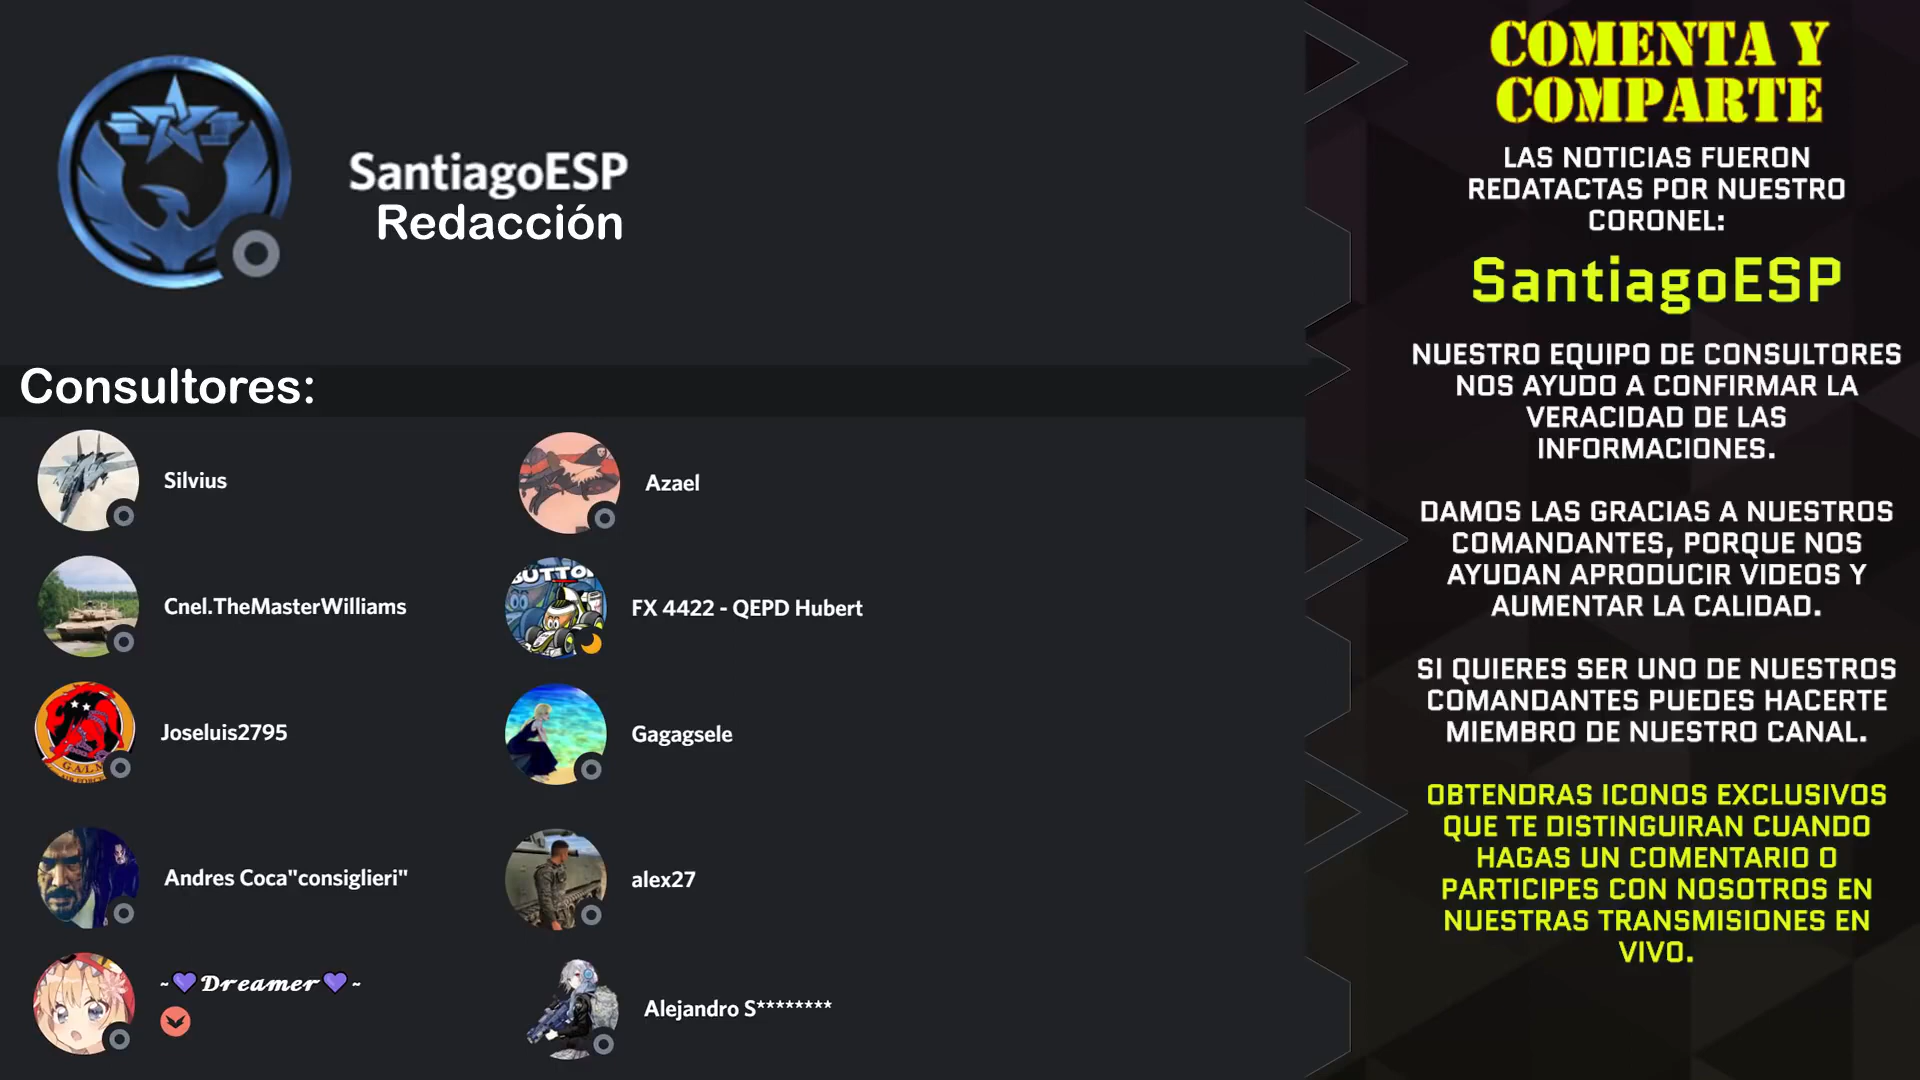 SantiagoESP
Redacción
Consultores:
Silvius
Azael
Cnel.TheMasterWilliams
BUTTON
FX 4422 - QEPD Hubert
Joseluis2795
Gagagsele
Andres Coca"consiglieri"
alex27
~💜Dreamer💜~
Alejandro S********
COMENTA Y
COMPARTE
LAS NOTICIAS FUERON
REDATACTAS POR NUESTRO
CORONEL:
SantiagoESP
NUESTRO EQUIPO DE CONSULTORES
NOS AYUDO A CONFIRMAR LA
VERACIDAD DE LAS
INFORMACIONES.
DAMOS LAS GRACIAS A NUESTROS
COMANDANTES, PORQUE NOS
AYUDAN APRODUCIR VIDEOS Y
AUMENTAR LA CALIDAD.
SI QUIERES SER UNO DE NUESTROS
COMANDANTES PUEDES HACERTE
MIEMBRO DE NUESTRO CANAL.
OBTENDRAS ICONOS EXCLUSIVOS
QUE TE DISTINGUIRAN CUANDO
HAGAS UN COMENTARIO O
PARTICIPES CON NOSOTROS EN
NUESTRAS TRANSMISIONES EN
VIVO.